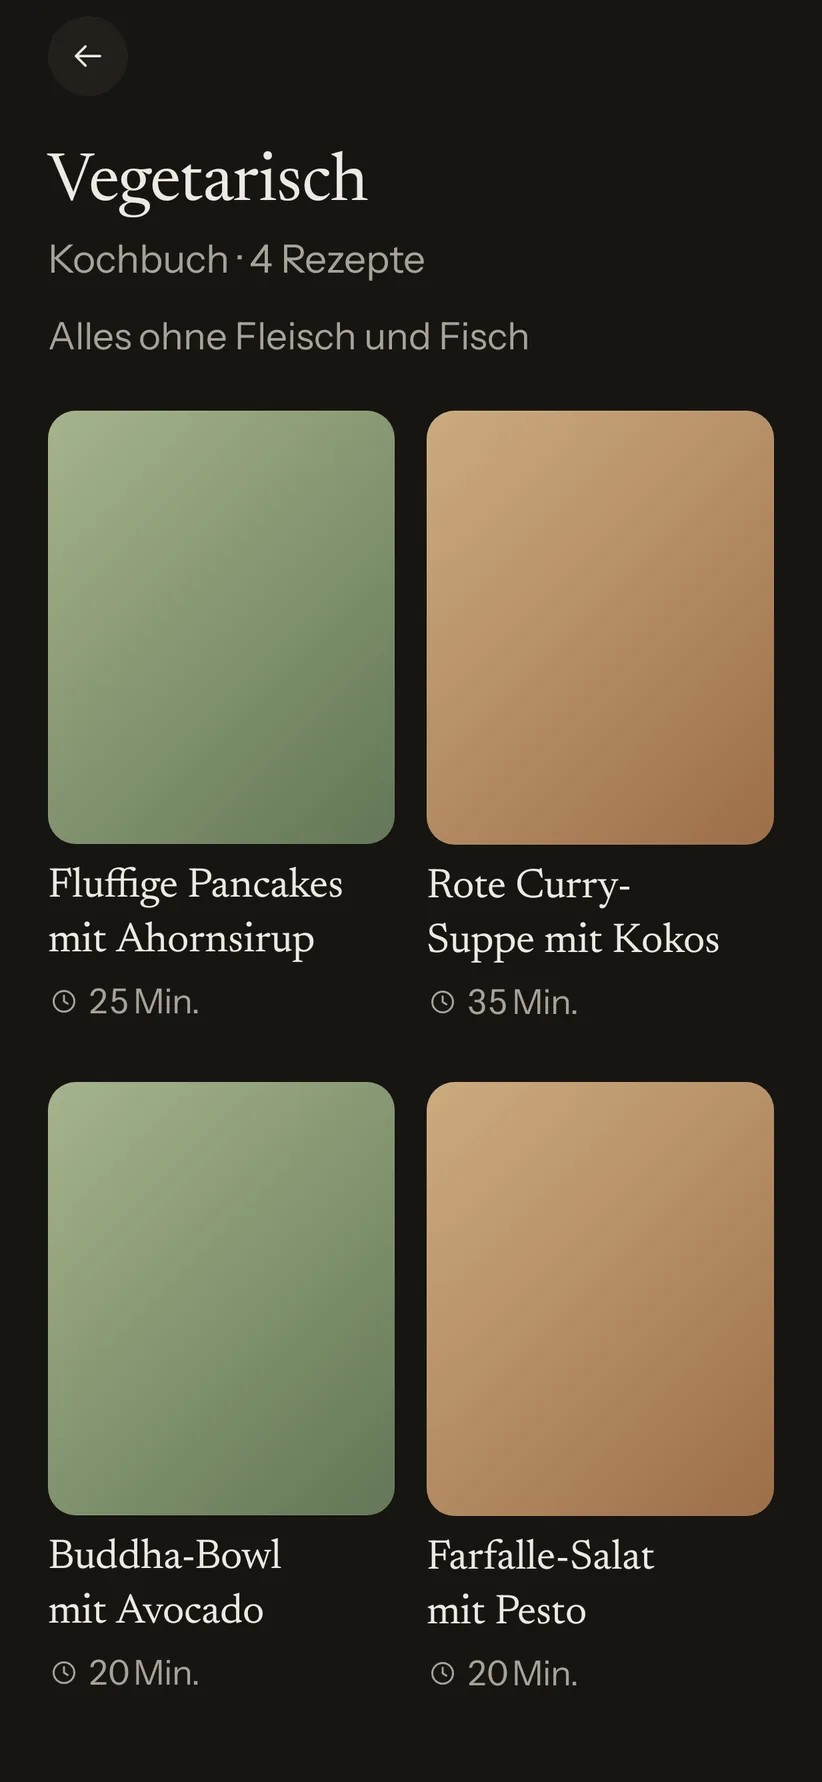 Vegetarisch
Kochbuch · 4 Rezepte
Alles ohne Fleisch und Fisch
Fluffige Pancakes
mit Ahornsirup
25 Min.
Rote Curry-
Suppe mit Kokos
35 Min.
Buddha-Bowl
mit Avocado
20 Min.
Farfalle-Salat
mit Pesto
20 Min.